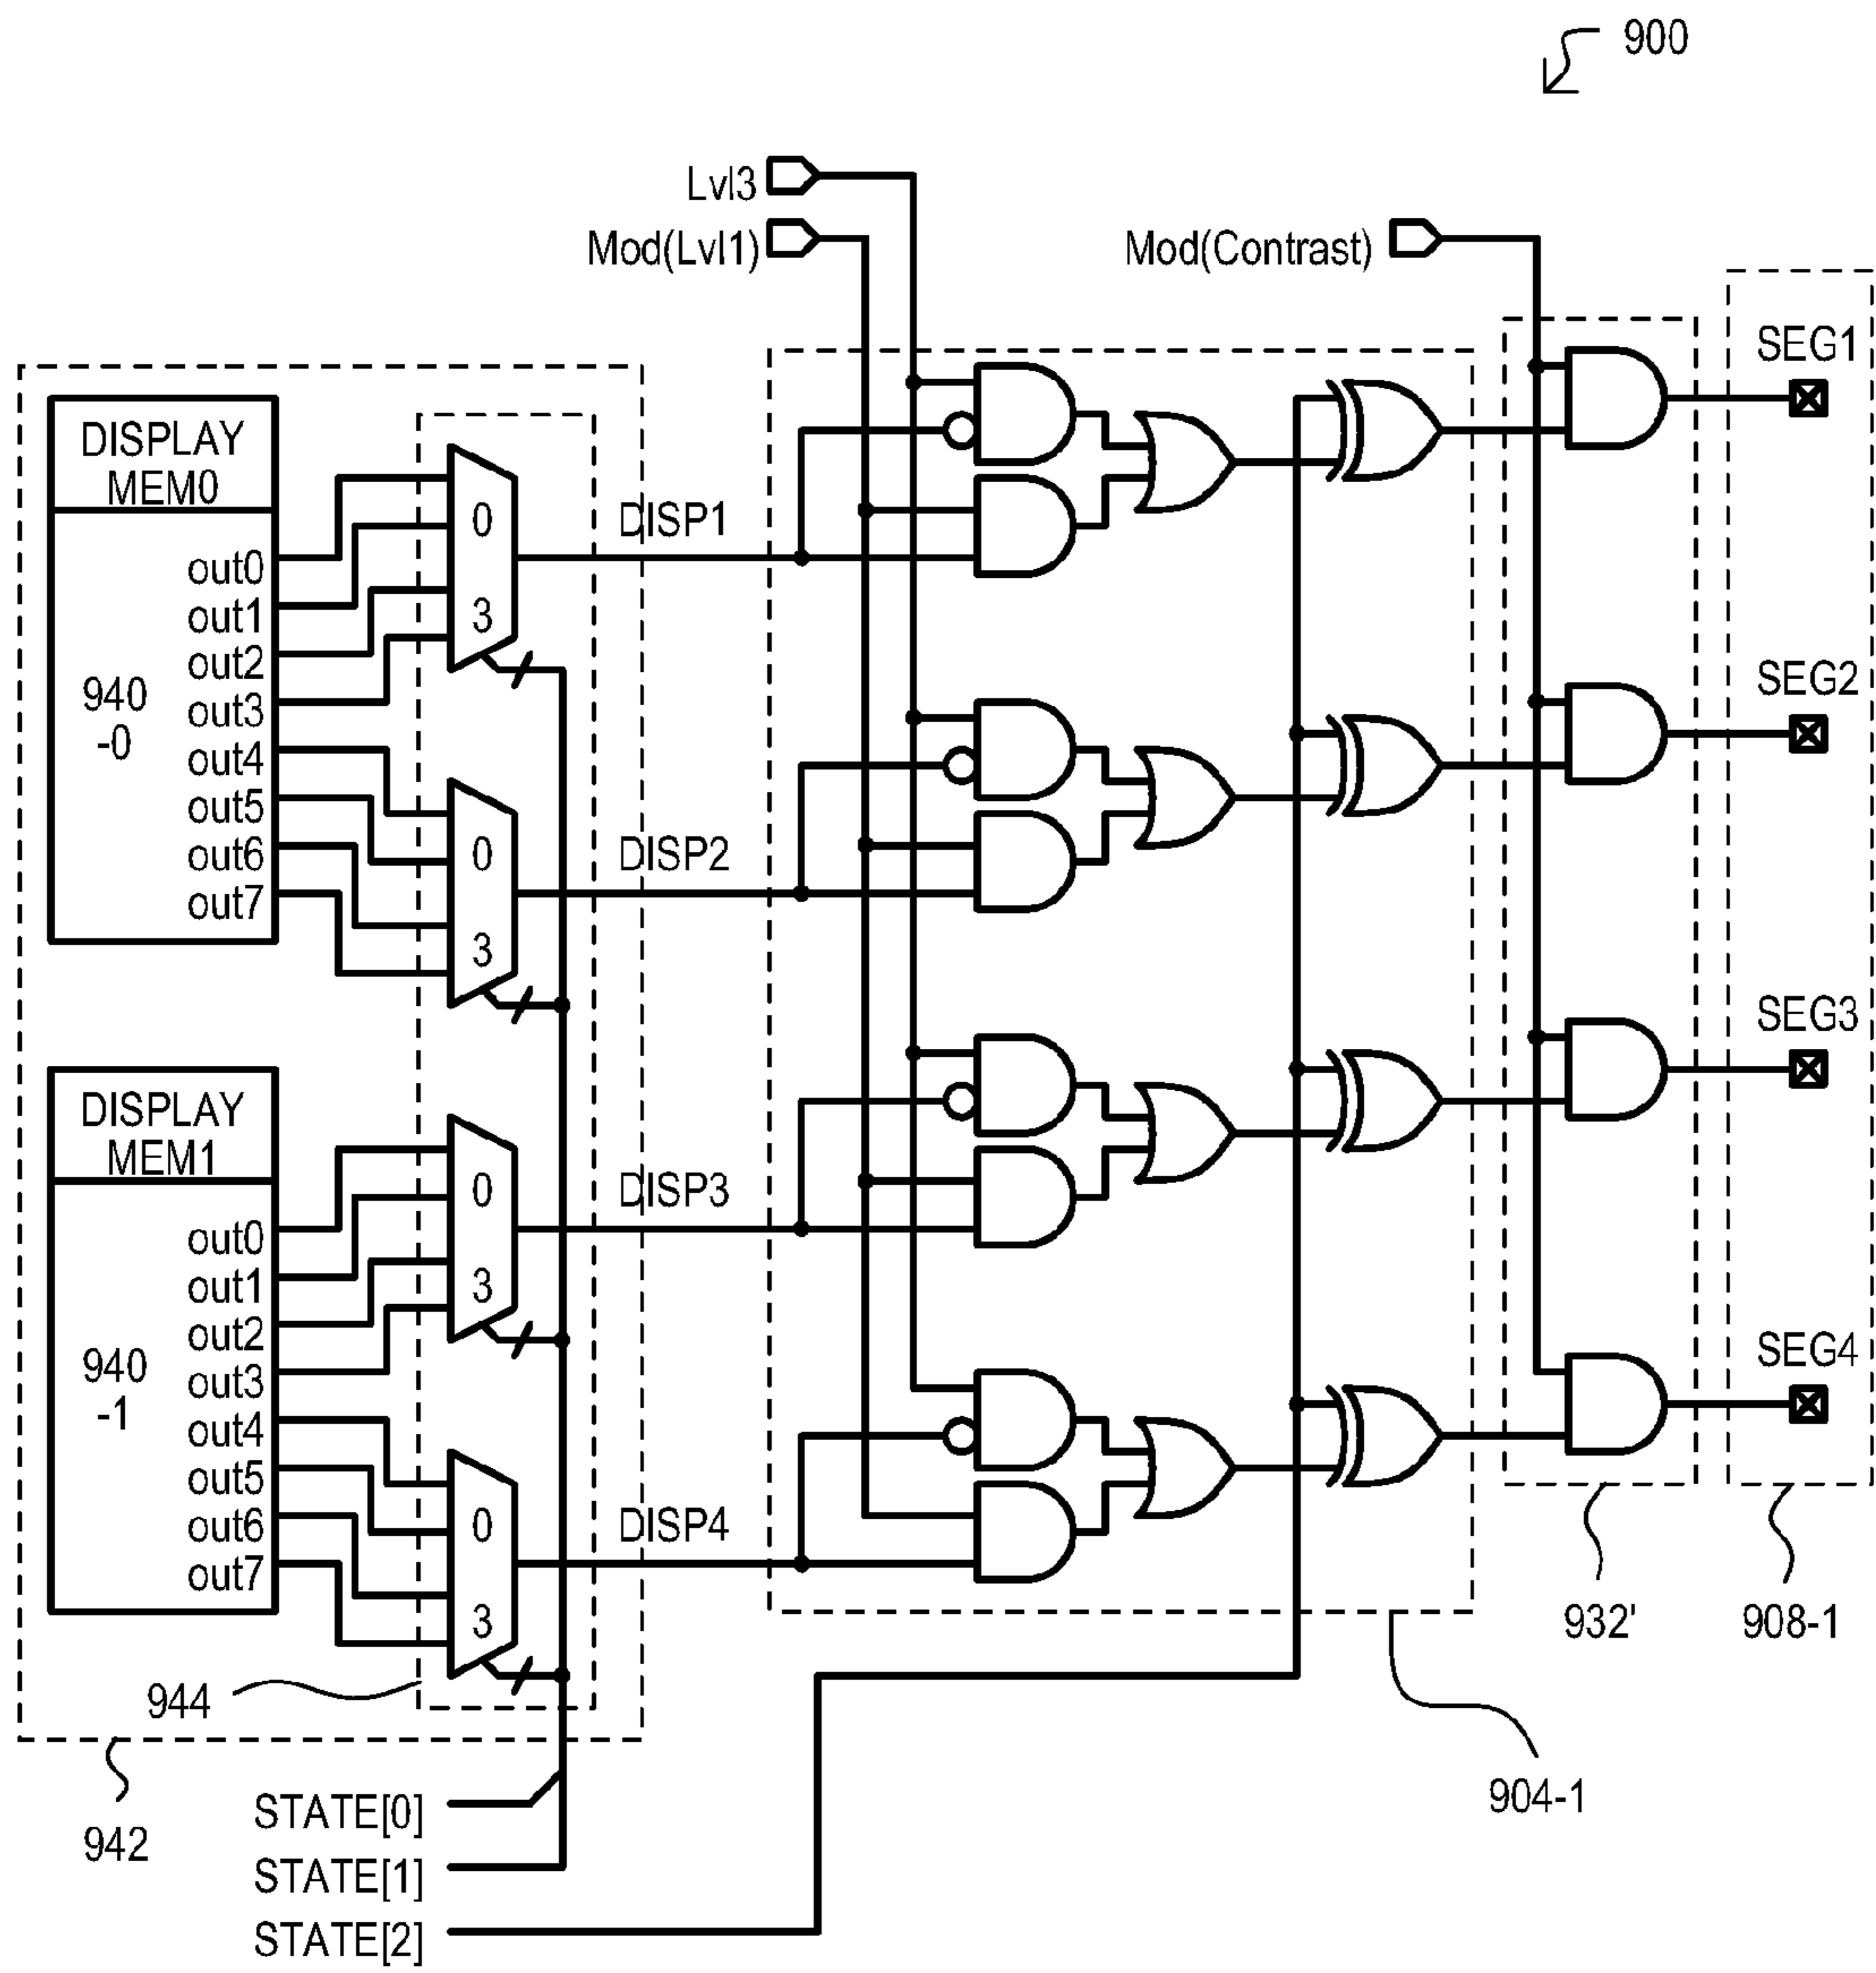 900
Lvl3
Mod(Lvl1)
Mod(Contrast)
SEG1
DISPLAY
MEM0
0
DISP1
out0
out1
3
out2
out3
940
-0
SEG2
out4
out5
out6
0
DISP2
out7
3
SEG3
DISPLAY
MEM1
0
DISP3
out0
out1
3
out2
out3
940
-1
SEG4
out4
out5
out6
0
DISP4
out7
3
932'
908-1
944
904-1
STATE[0]
942
STATE[1]
STATE[2]